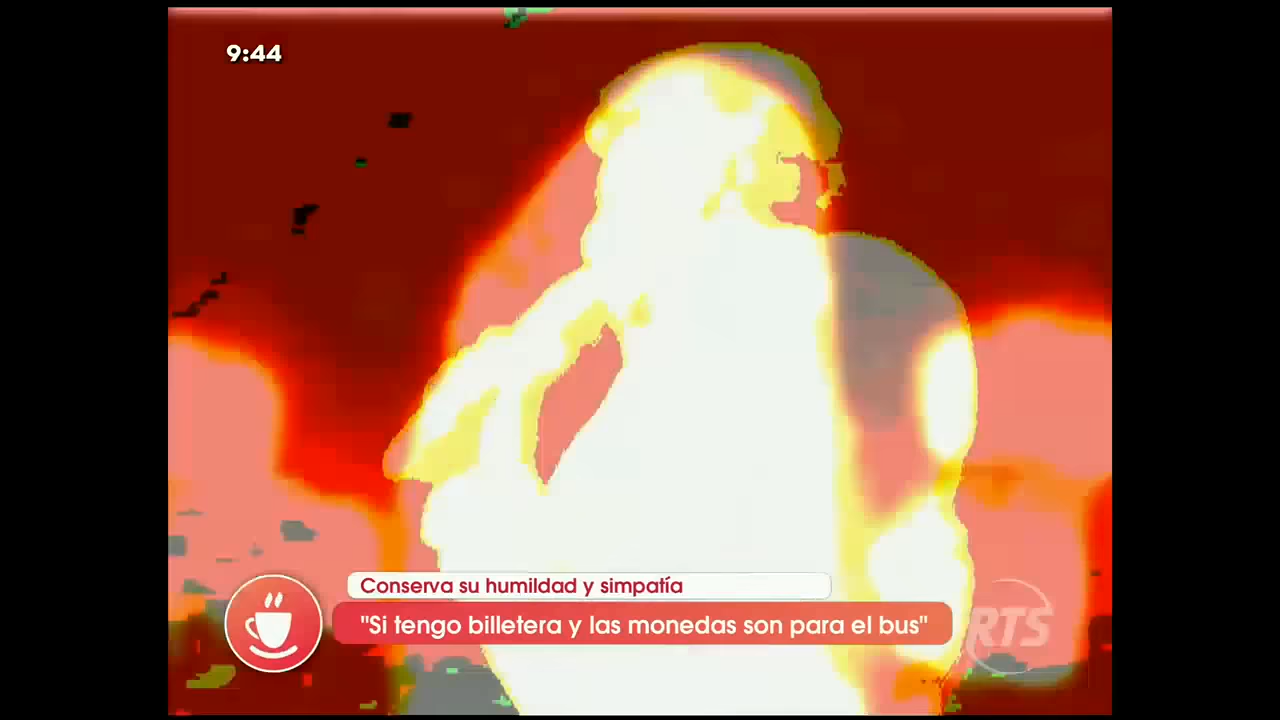 9:44
Conserva su humildad y simpatía
"Si tengo billetera y las monedas son para el bus"
RTS